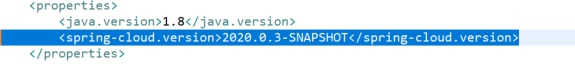 <properties>
<java.version>1.8</java.version>
<spring-cloud.version>2020.0.3-SNAPSHOT</spring-cloud.version>
</properties>